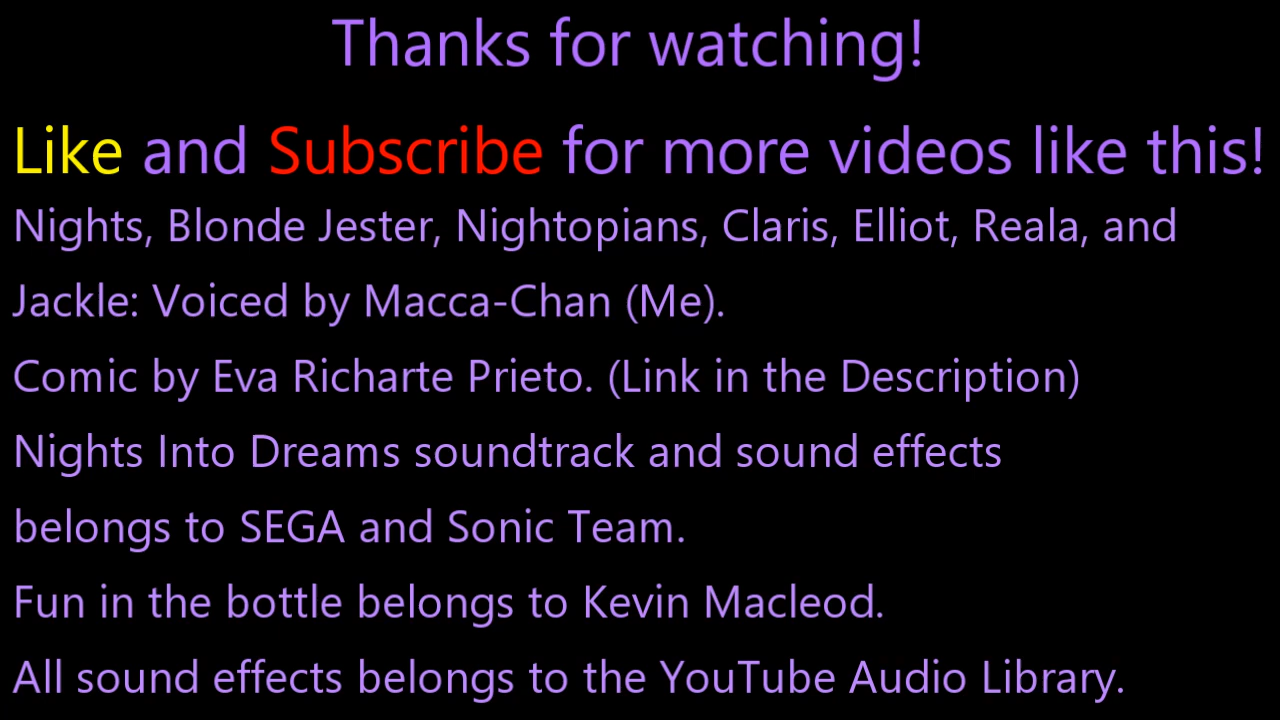 Thanks for watching!
Like and Subscribe for more videos like this!
Nights, Blonde Jester, Nightopians, Claris, Elliot, Reala, and
Jackle: Voiced by Macca-Chan (Me).
Comic by Eva Richarte Prieto. (Link in the Description)
Nights Into Dreams soundtrack and sound effects
belongs to SEGA and Sonic Team.
Fun in the bottle belongs to Kevin Macleod.
All sound effects belongs to the YouTube Audio Library.